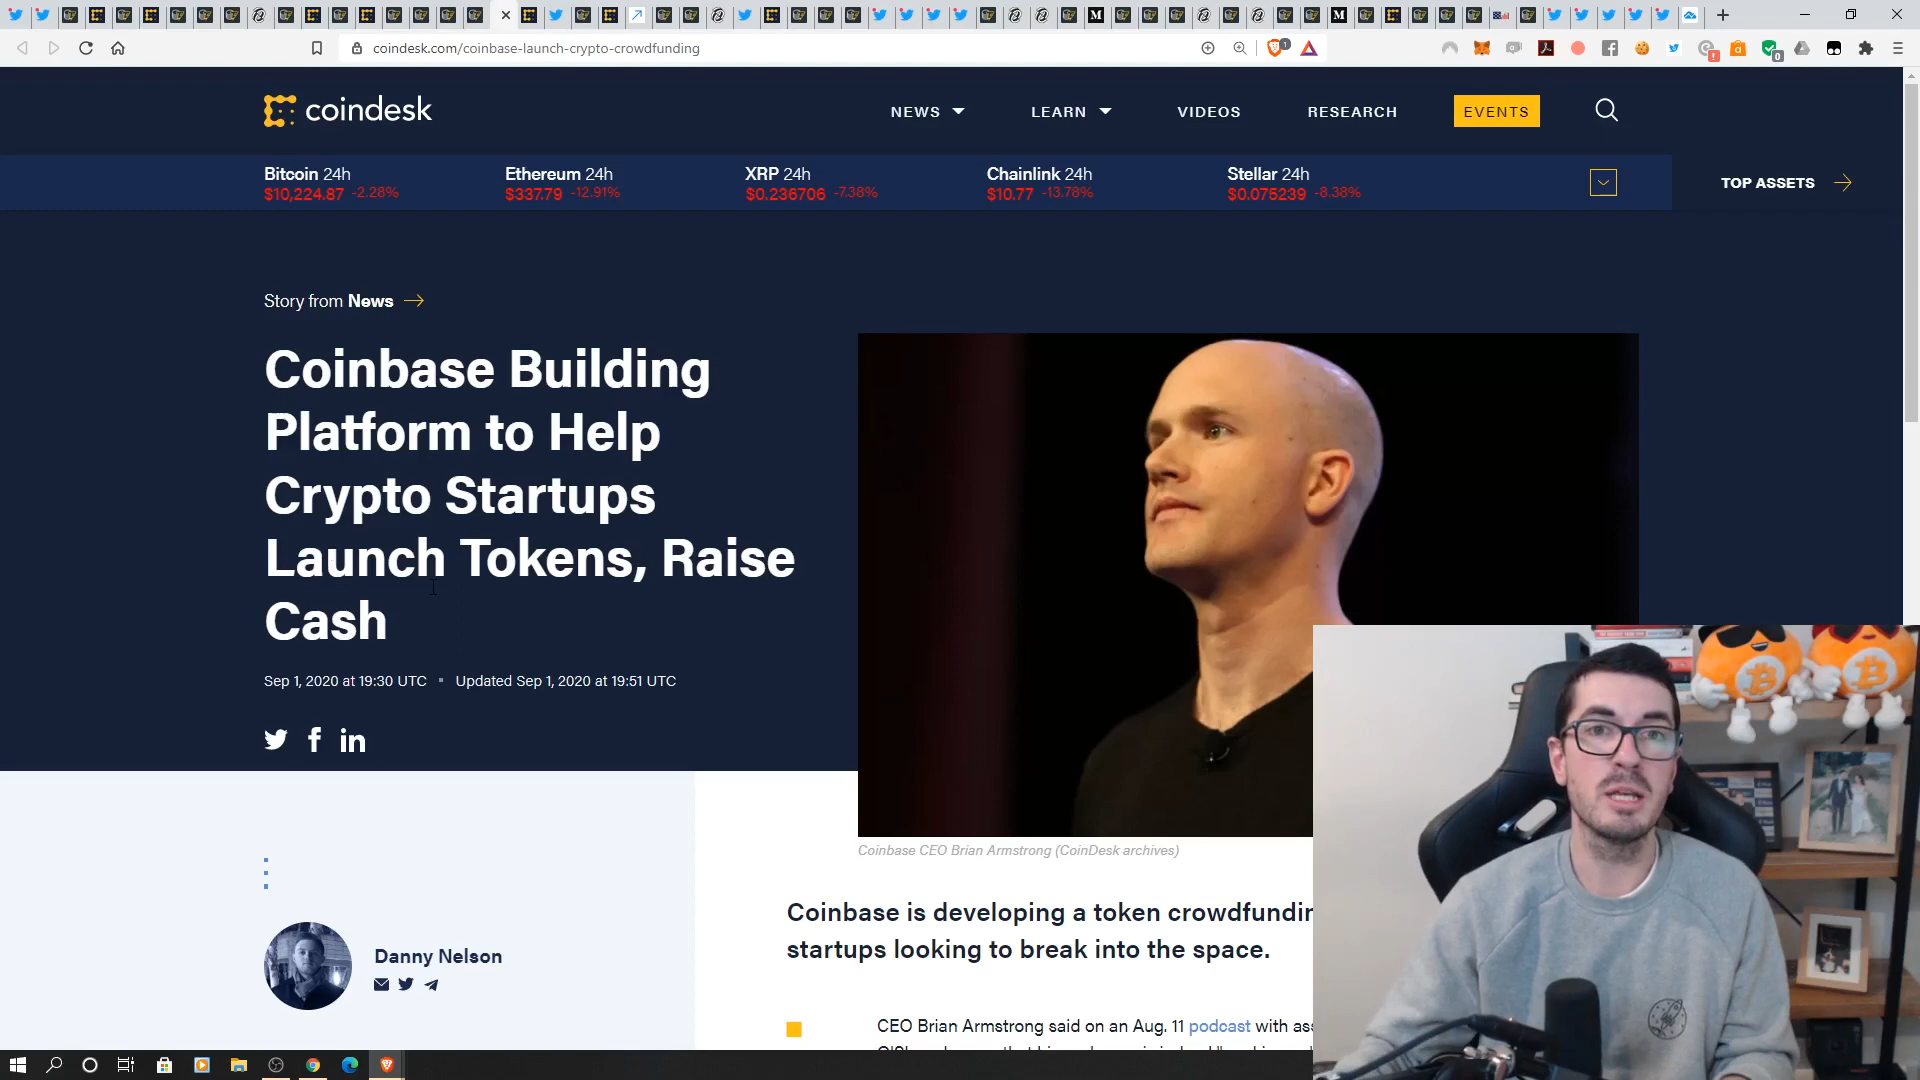 coindesk.com/coinbase-launch-crypto-crowdfunding
coindesk
NEWS
LEARN
VIDEOS
RESEARCH
EVENTS
Bitcoin 24h
$10,224.87 -2.28%
Ethereum 24h
$337.79 -12.91%
XRP 24h
$0.236706 -7.38%
Chainlink 24h
$10.77 -13.78%
Stellar 24h
$0.075239 -8.38%
TOP ASSETS
Story from News
Coinbase Building
Platform to Help
Crypto Startups
Launch Tokens, Raise
Cash
Sep 1, 2020 at 19:30 UTC • Updated Sep 1, 2020 at 19:51 UTC
Coinbase CEO Brian Armstrong (CoinDesk archives)
Danny Nelson
Coinbase is developing a token
startups looking to break into the space.
CEO Brian Armstrong said on an Aug. 11 podcast with